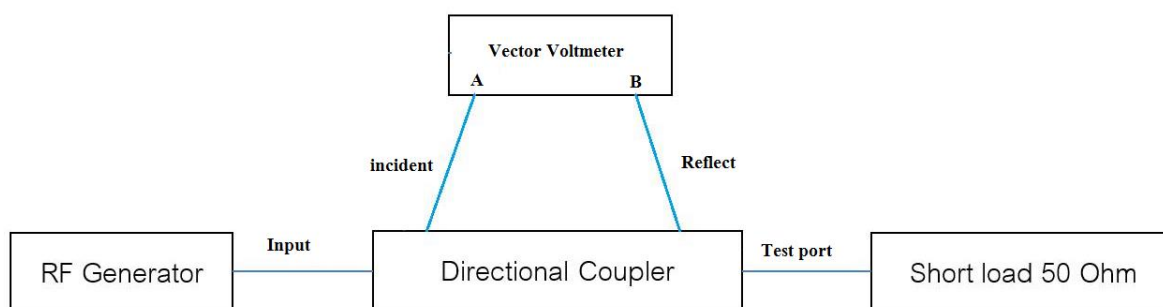 Vector Voltmeter
A B
incident
Reflect
Input
Test port
RF Generator
Directional Coupler
Short load 50 Ohm